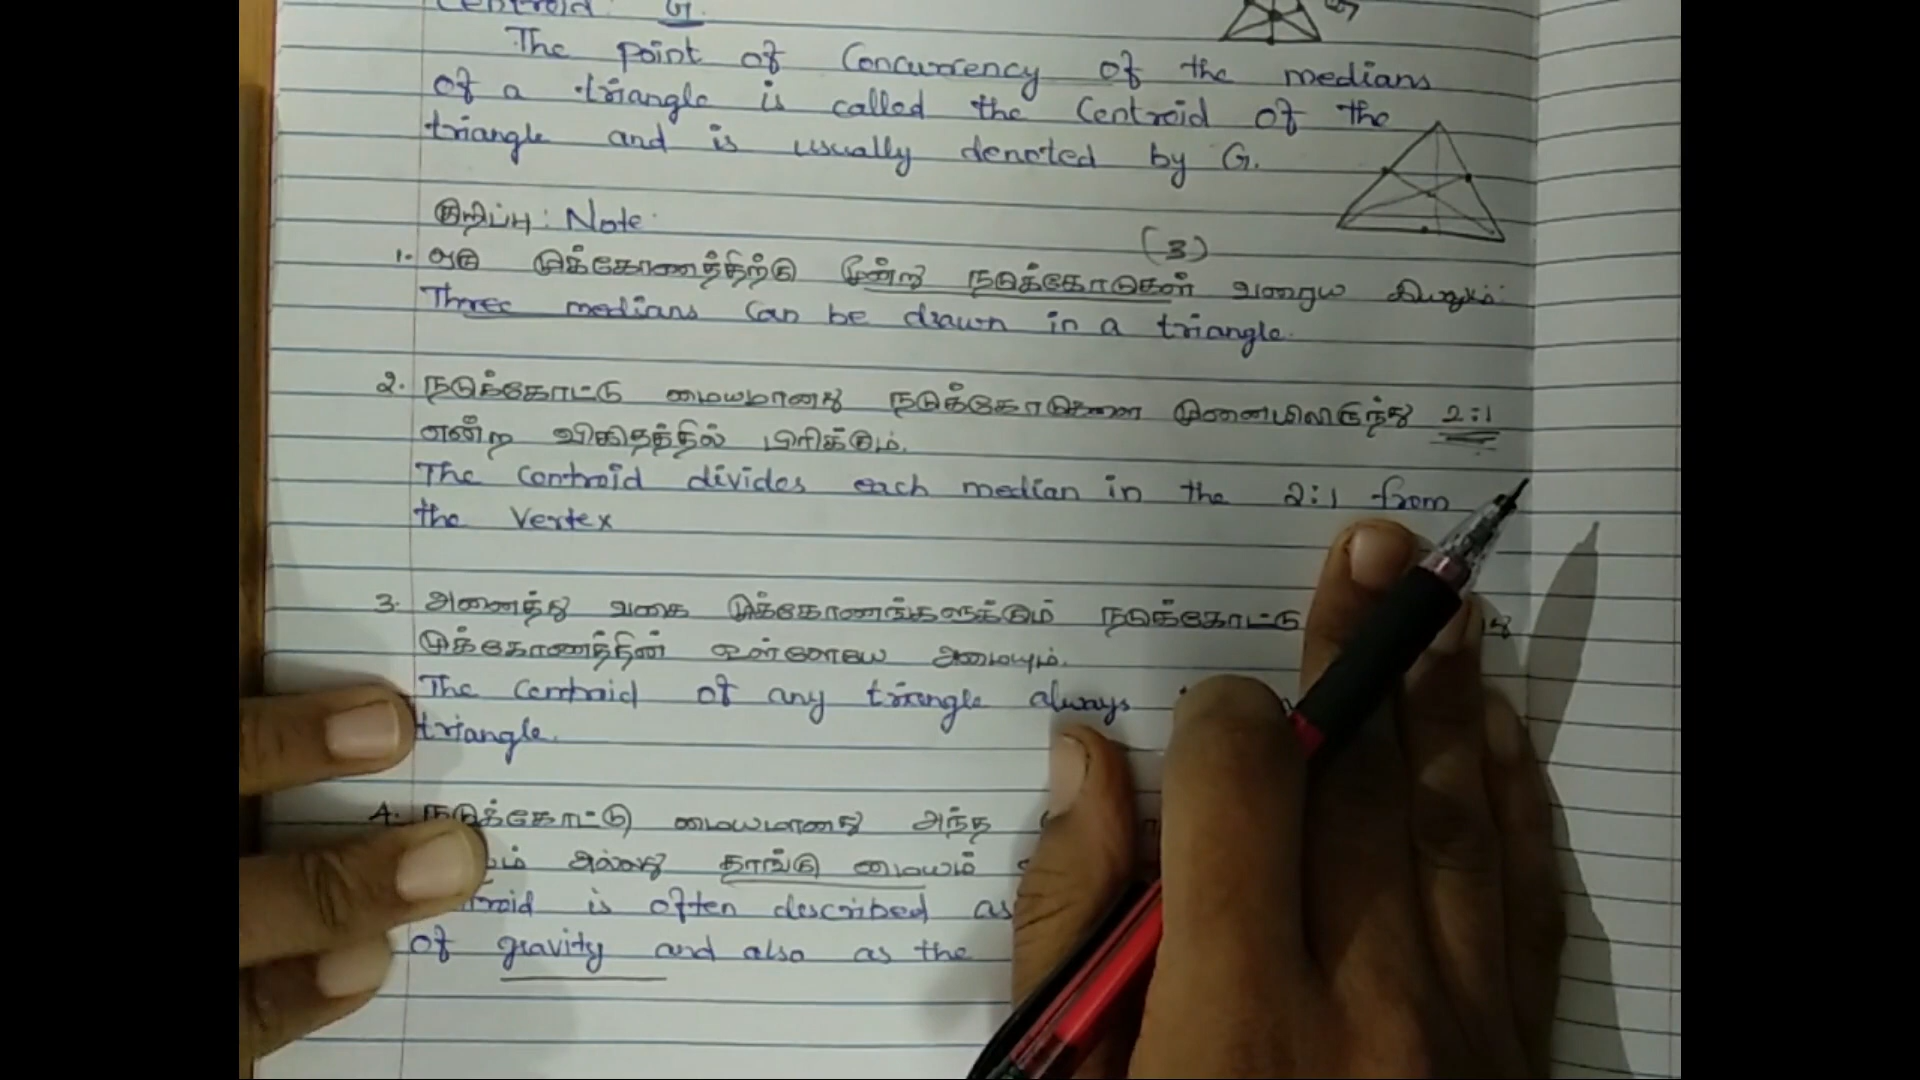 Centroid G.
The point of Concurrency of the medians
of a triangle is called the Centroid of the
triangle and is usually denoted by G.
குறிப்பு: Note:
(3)
1. ஒரு முக்கோணத்திற்கு மூன்று நடுக்கோடுகள் வரைய இயலும்.
Three medians can be drawn in a triangle.
2. நடுக்கோட்டு மையமானது நடுக்கோடுகளை முனையிலிருந்து 2:1
என்ற விகிதத்தில் பிரிக்கும்.
The Centroid divides each median in the 2:1 from
the Vertex
3. அனைத்து வகை முக்கோணங்களுக்கும் நடுக்கோட்டு
முக்கோணத்தின் உள்ளேயே அமையும்.
The Centroid of any triangle always
triangle.
4. நடுக்கோட்டு மையமானது அந்த
அல்லது தாங்கு மையம்
is often described as
of gravity and also as the